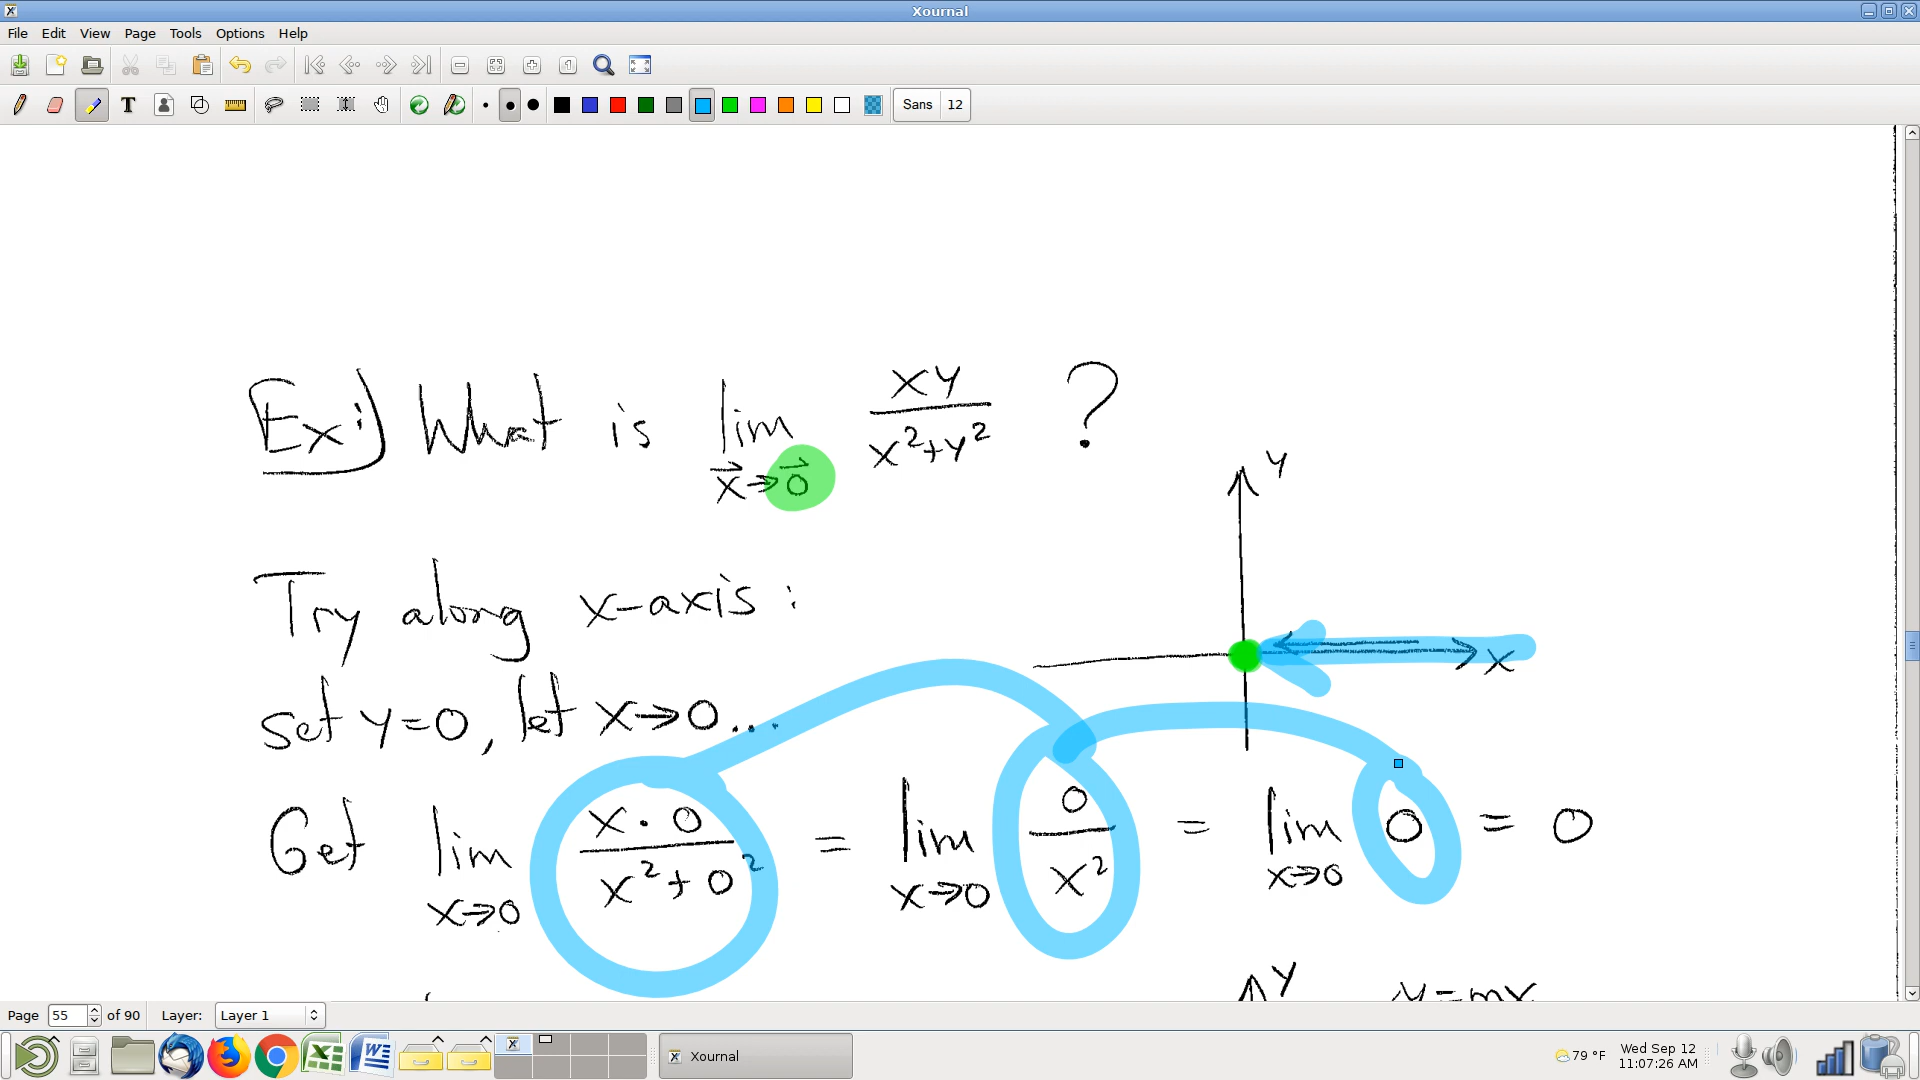 Xournal
File Edit View Page Tools Options Help
Sans 12
Ex:) What is lim x⃗→0⃗ xy/(x²+y²) ?
y
Try along x-axis :
x
set y=0, let x→0...
Get lim x→0 (x·0)/(x²+0²) = lim x→0 0/x² = lim x→0 0 = 0
y y=mx
Page 55 of 90 Layer: Layer 1
Xournal
79 °F Wed Sep 12
11:07:26 AM